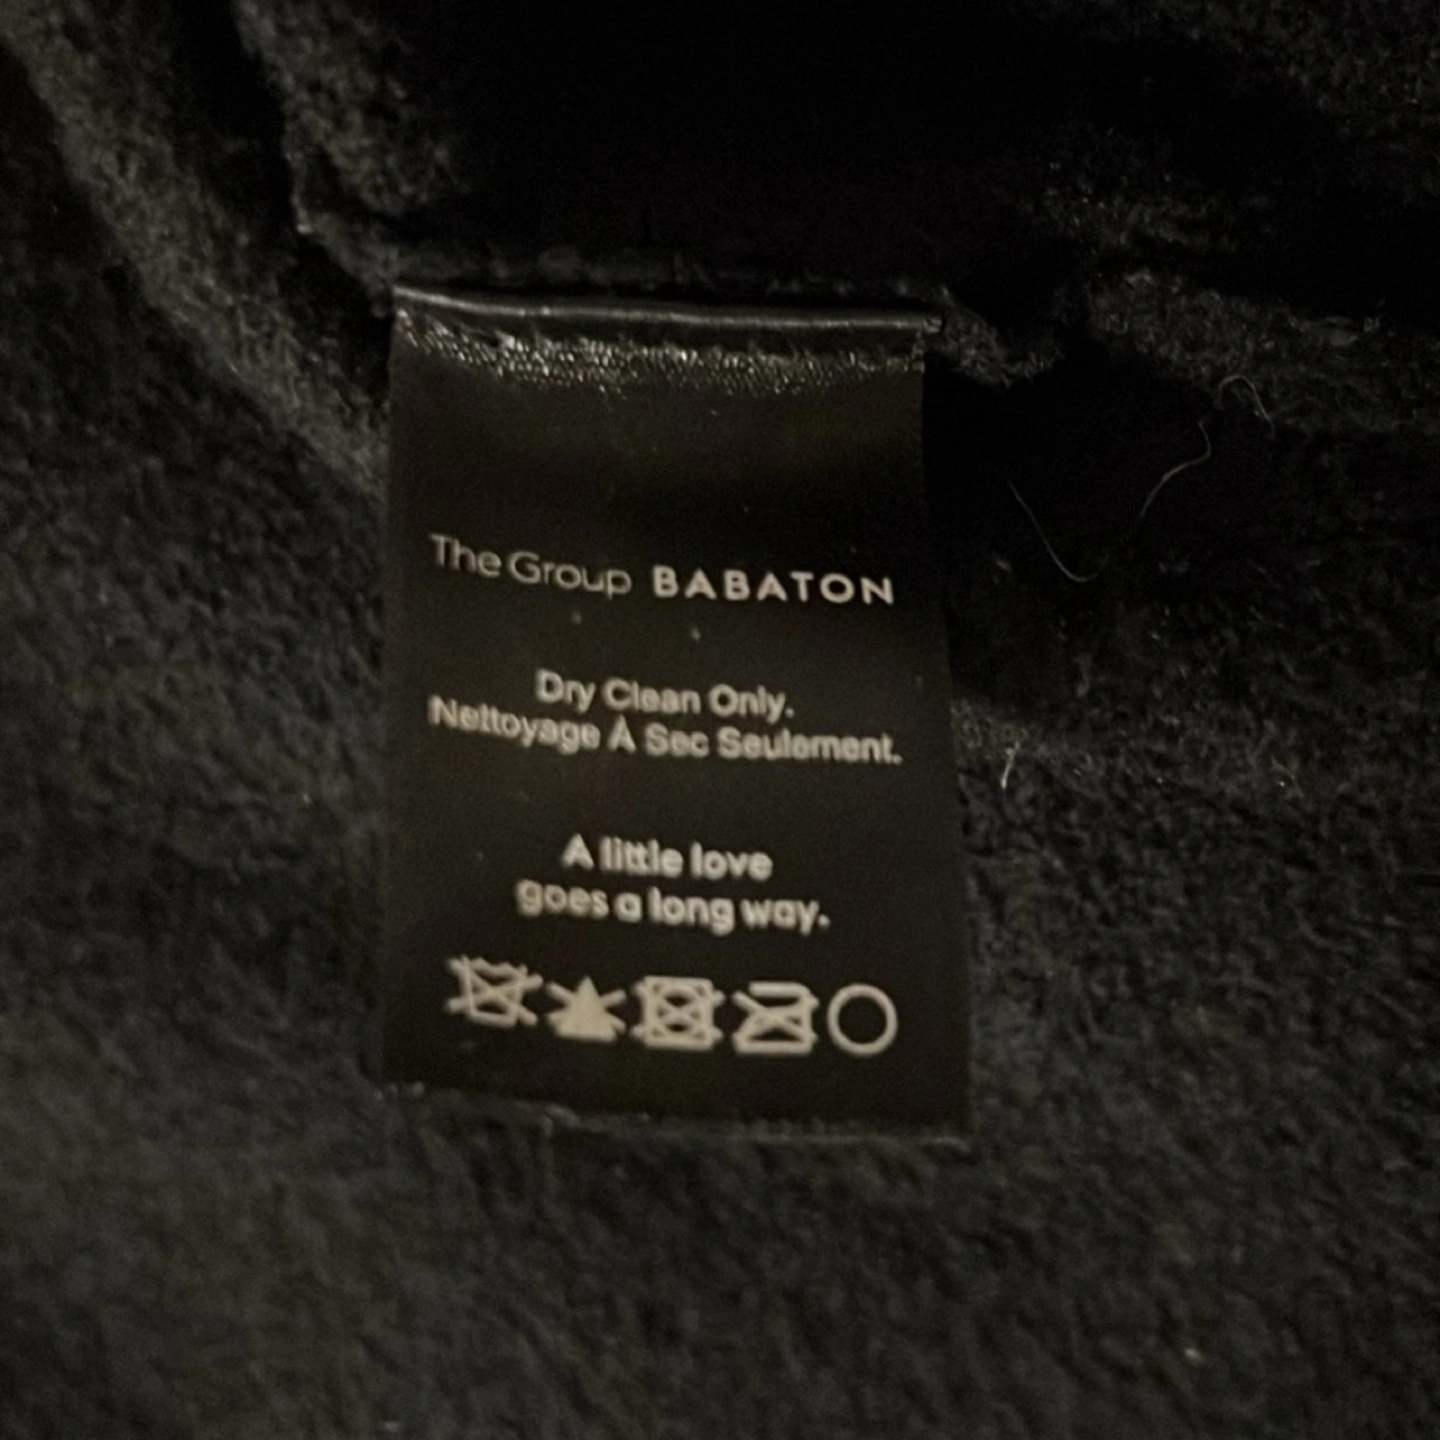 The Group BABATON
Dry Clean Only.
Nettoyage À Sec Seulement.
A little love
goes a long way.